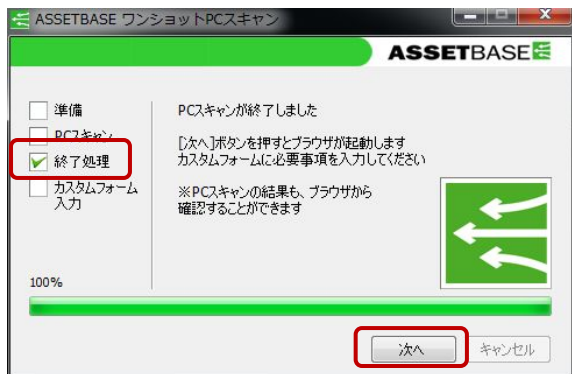 ASSETBASE ワンショットPCスキャン
ASSETBASE
準備
PCスキャン
終了処理
カスタムフォーム
入力
PCスキャンが終了しました
[次へ]ボタンを押すとブラウザが起動します
カスタムフォームに必要事項を入力してください
※PCスキャンの結果も、ブラウザから
確認することができます
100%
次へ
キャンセル